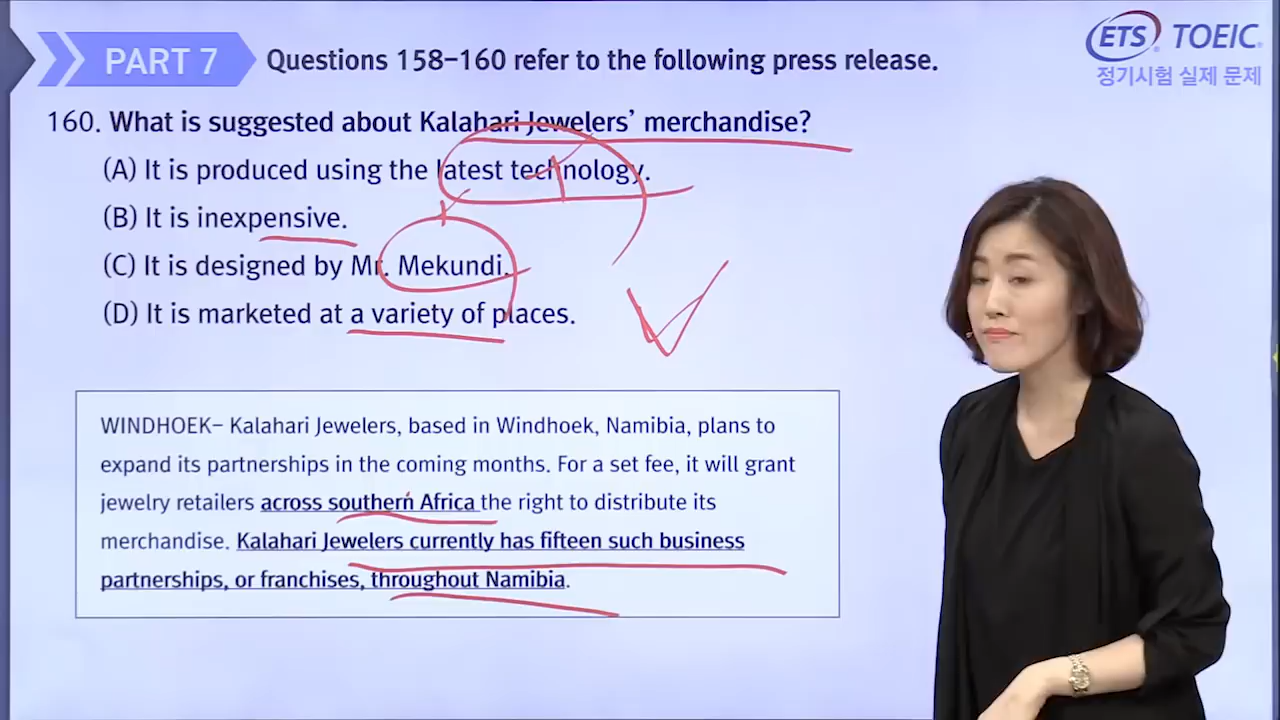 PART 7
Questions 158–160 refer to the following press release.
ETS TOEIC
정기시험 실제 문제
160. What is suggested about Kalahari Jewelers' merchandise?
(A) It is produced using the latest technology.
(B) It is inexpensive.
(C) It is designed by Mr. Mekundi.
(D) It is marketed at a variety of places.
WINDHOEK– Kalahari Jewelers, based in Windhoek, Namibia, plans to
expand its partnerships in the coming months. For a set fee, it will grant
jewelry retailers across southern Africa the right to distribute its
merchandise. Kalahari Jewelers currently has fifteen such business
partnerships, or franchises, throughout Namibia.